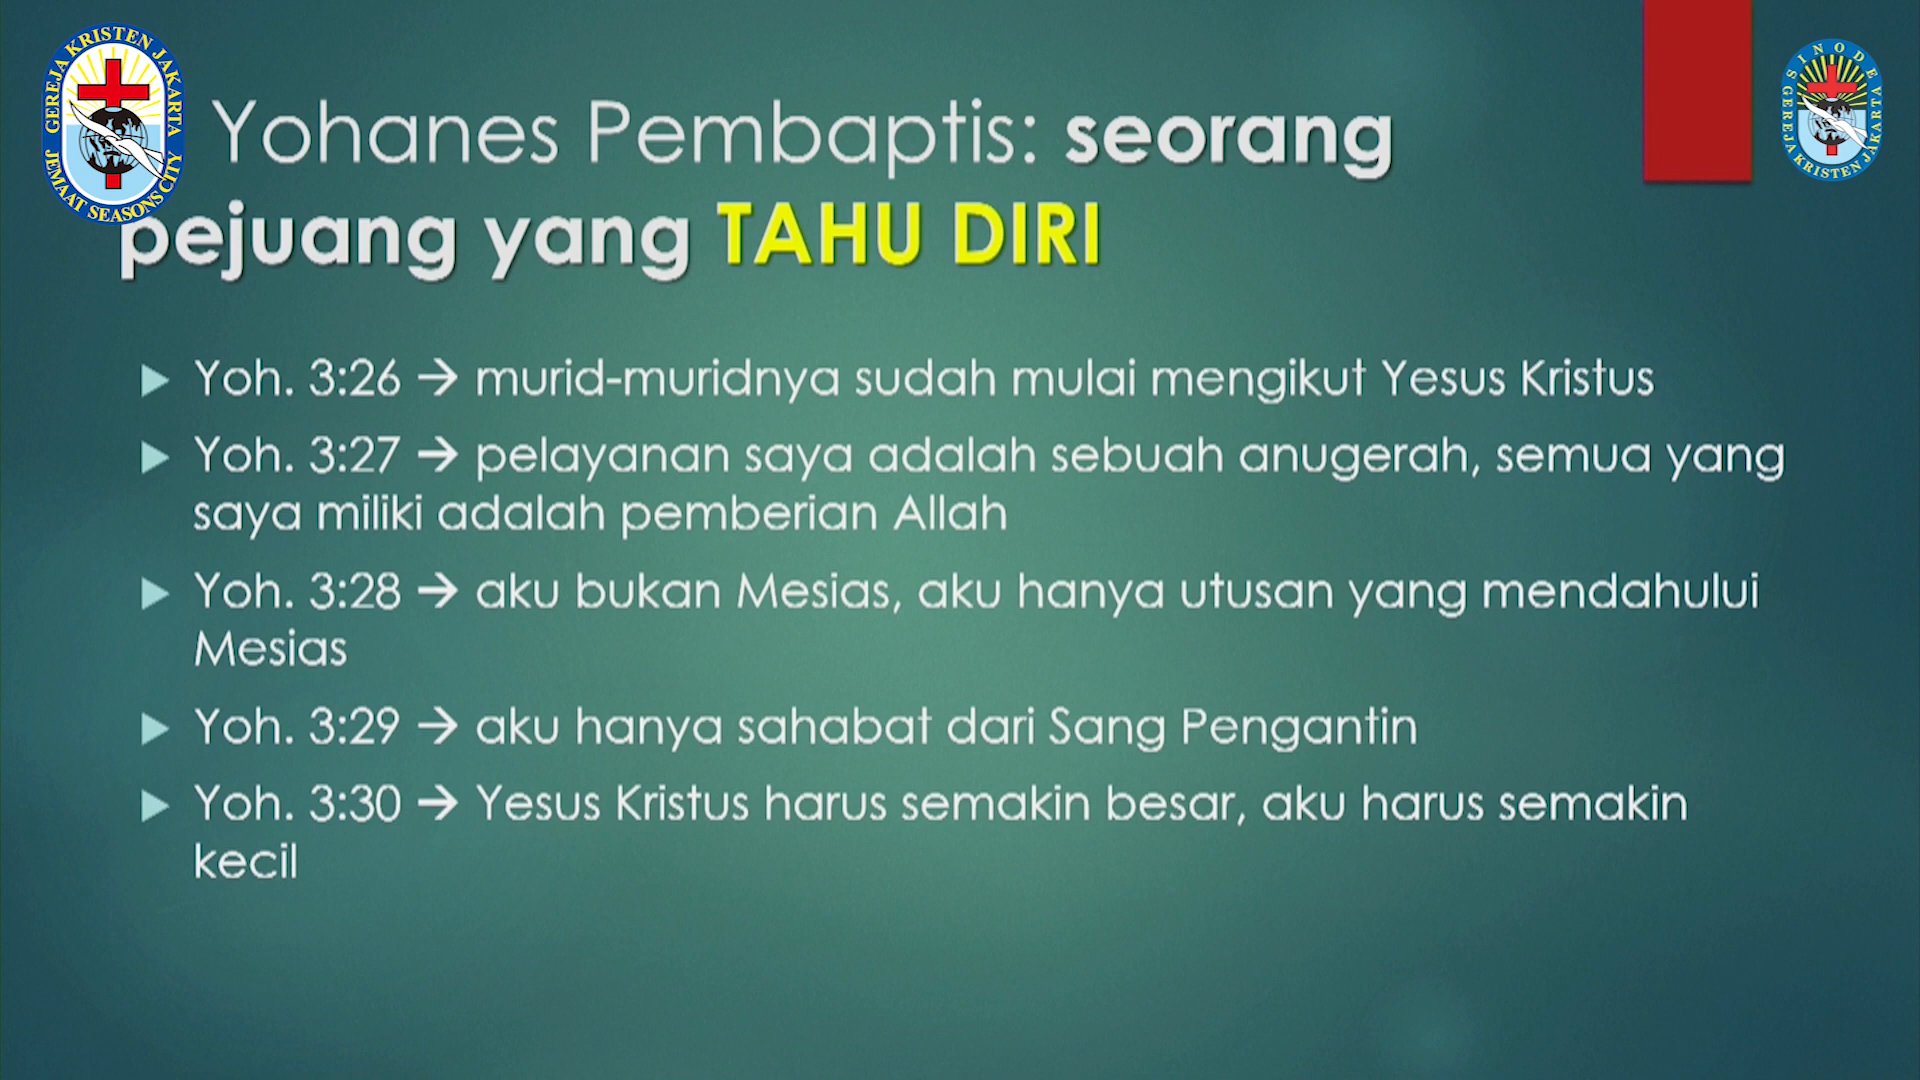 GEREJA KRISTEN JAKARTA
JEMAAT SEASONS CITY
SINODE
GEREJA KRISTEN JAKARTA
Yohanes Pembaptis: seorang
pejuang yang TAHU DIRI
Yoh. 3:26 → murid-muridnya sudah mulai mengikut Yesus Kristus
Yoh. 3:27 → pelayanan saya adalah sebuah anugerah, semua yang
saya miliki adalah pemberian Allah
Yoh. 3:28 → aku bukan Mesias, aku hanya utusan yang mendahului
Mesias
Yoh. 3:29 → aku hanya sahabat dari Sang Pengantin
Yoh. 3:30 → Yesus Kristus harus semakin besar, aku harus semakin
kecil